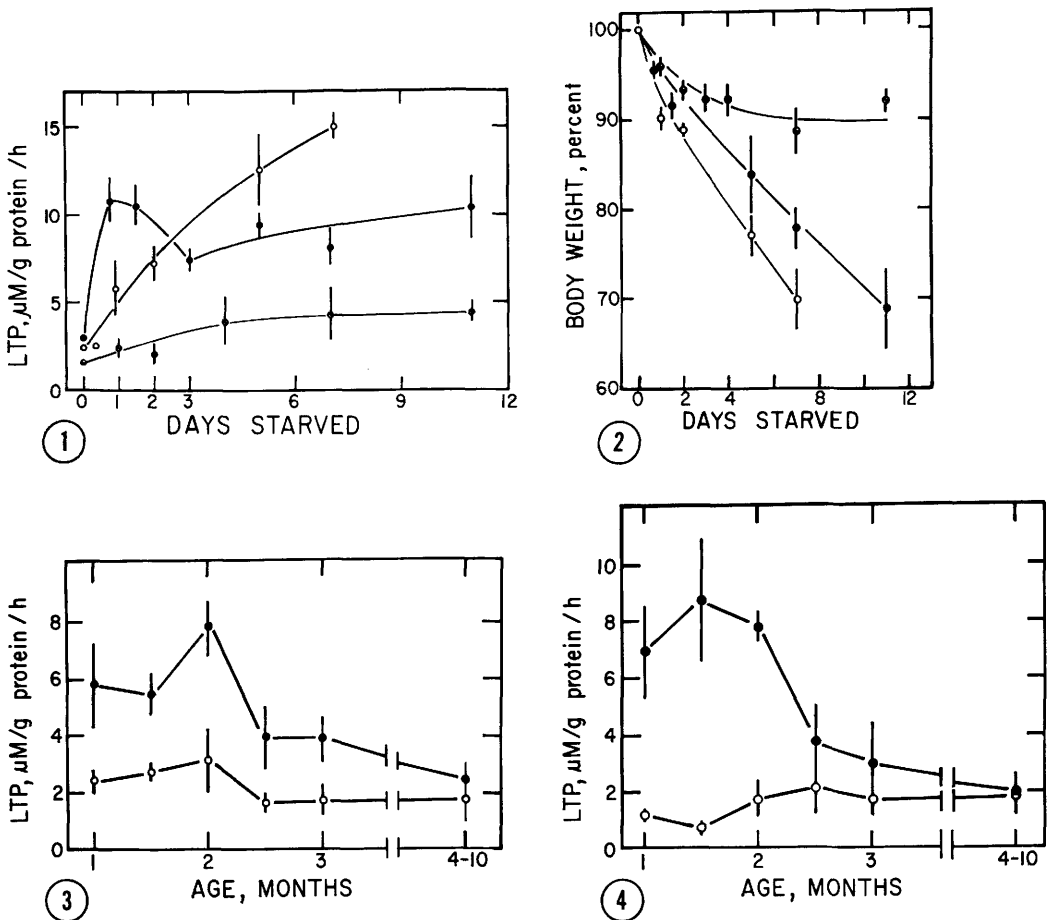 LTP, μM/g protein /h
15
10
5
0
0 1 2 3 6 9 12
DAYS STARVED
1
BODY WEIGHT, percent
100
90
80
70
60
0 2 4 8 12
DAYS STARVED
2
LTP, μM/g protein/h
8
6
4
2
0
1 2 3 4-10
AGE, MONTHS
3
LTP, μM/g protein/h
10
8
6
4
2
0
1 2 3 4-10
AGE, MONTHS
4